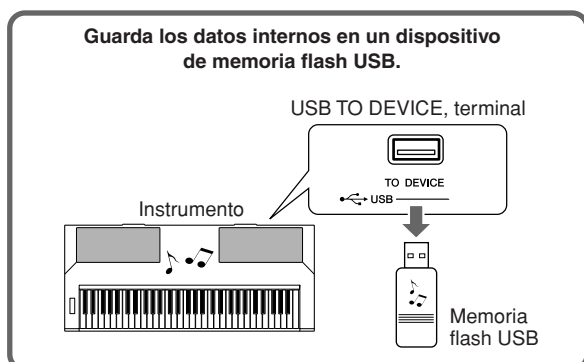 Guarda los datos internos en un dispositivo
de memoria flash USB.
USB TO DEVICE, terminal
TO DEVICE
USB
Instrumento
Memoria
flash USB